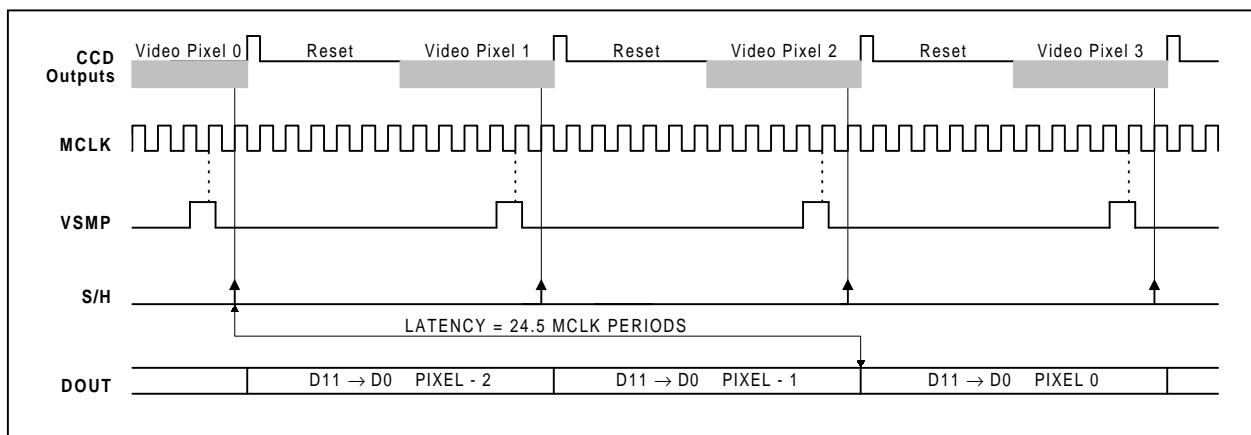 CCD Outputs
Video Pixel 0
Reset
Video Pixel 1
Reset
Video Pixel 2
Reset
Video Pixel 3
MCLK
VSMP
S/H
LATENCY = 24.5 MCLK PERIODS
DOUT
D11 → D0 PIXEL - 2
D11 → D0 PIXEL - 1
D11 → D0 PIXEL 0